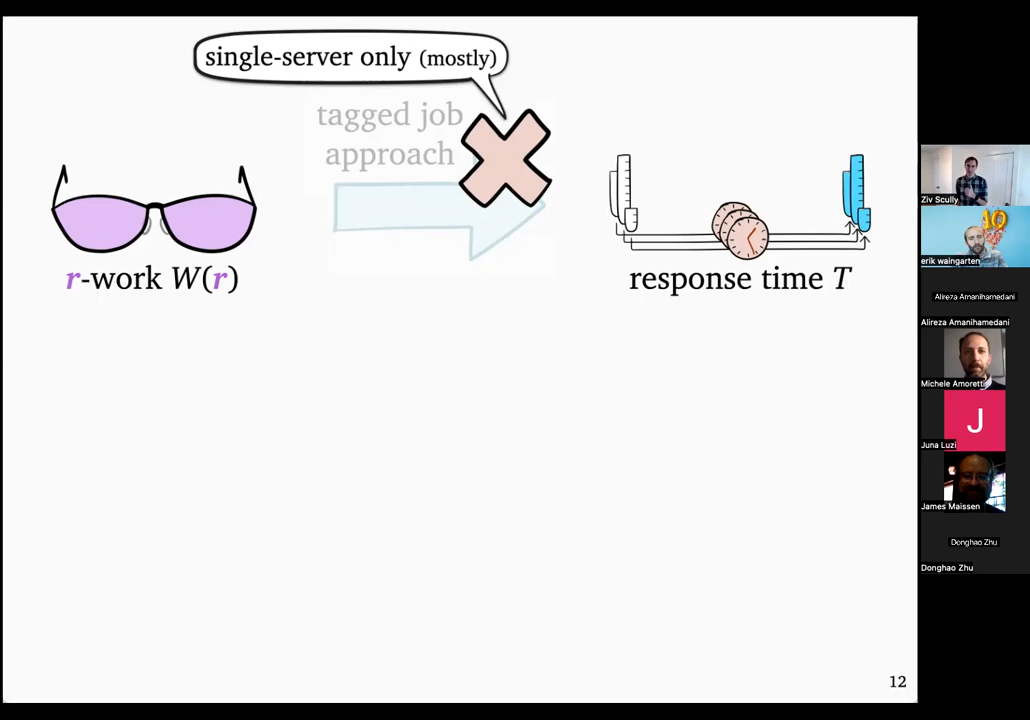 single-server only (mostly)
tagged job
approach
r-work W(r)
response time T
12
Ziv Scully
erik waingarten
Alireza Amanihamedani
Alireza Amanihamedani
Michele Amoretti
J
Juna Luzi
James Maissen
Donghao Zhu
Donghao Zhu